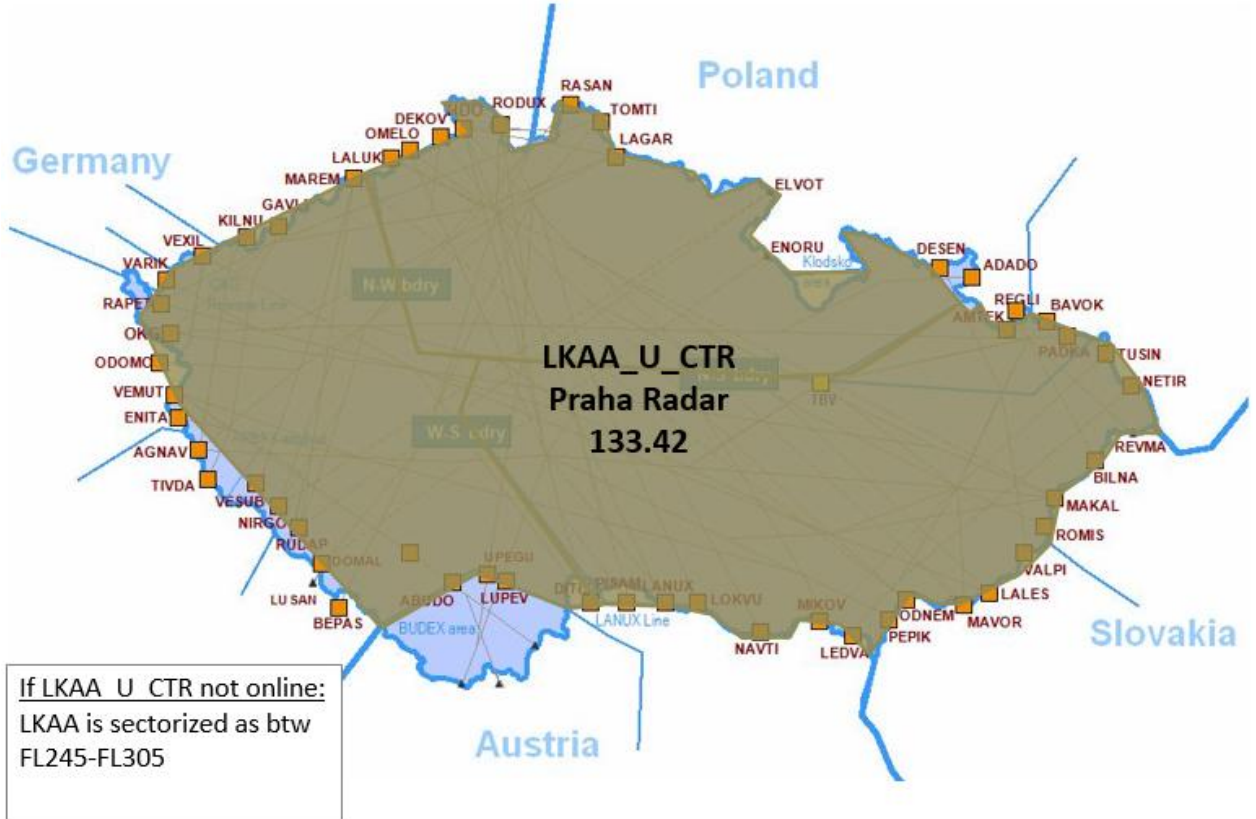 Poland
Germany
Slovakia
Austria
RASAN
RODUX
TOMTI
DEKOV
OMELO
LAGAR
LALUK
MAREM
ELVOT
KILNU
VEXIL
ENORU
Klodsko
area
DESEN
ADADO
VARIK
N-W bdry
RAPET
REGLI
BAVOK
AMTEK
PADKA
TUSIN
ODOMO
NETIR
TBV
VEMUT
ENITA
W-S bdry
REVMA
AGNAV
BILNA
TIVDA
VESUB
MAKAL
NIRGO
ROMIS
RUDAP
VALPI
DOMAL
UPEGU
LUSAN
ABUDO
LUPEV
PISAM
LANUX
LOKVU
LALES
BEPAS
BUDEX area
LANUX Line
MIKOV
ODNEM
MAVOR
PEPIK
NAVTI
LEDVA
LKAA_U_CTR
Praha Radar
133.42
If LKAA_U_CTR not online:
LKAA is sectorized as btw
FL245-FL305